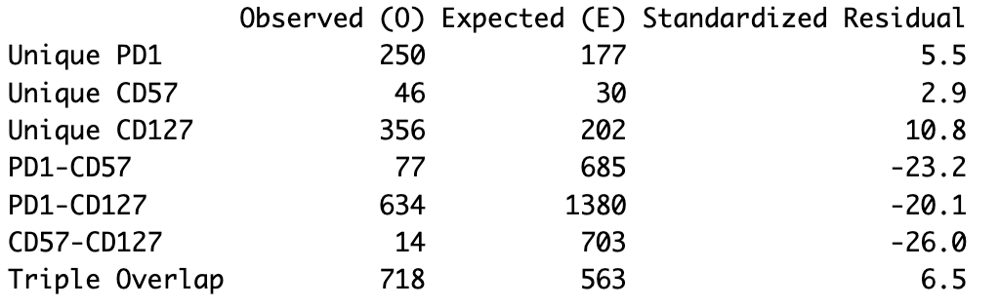 Observed (O) Expected (E) Standardized Residual
Unique PD1 250 177 5.5
Unique CD57 46 30 2.9
Unique CD127 356 202 10.8
PD1-CD57 77 685 -23.2
PD1-CD127 634 1380 -20.1
CD57-CD127 14 703 -26.0
Triple Overlap 718 563 6.5